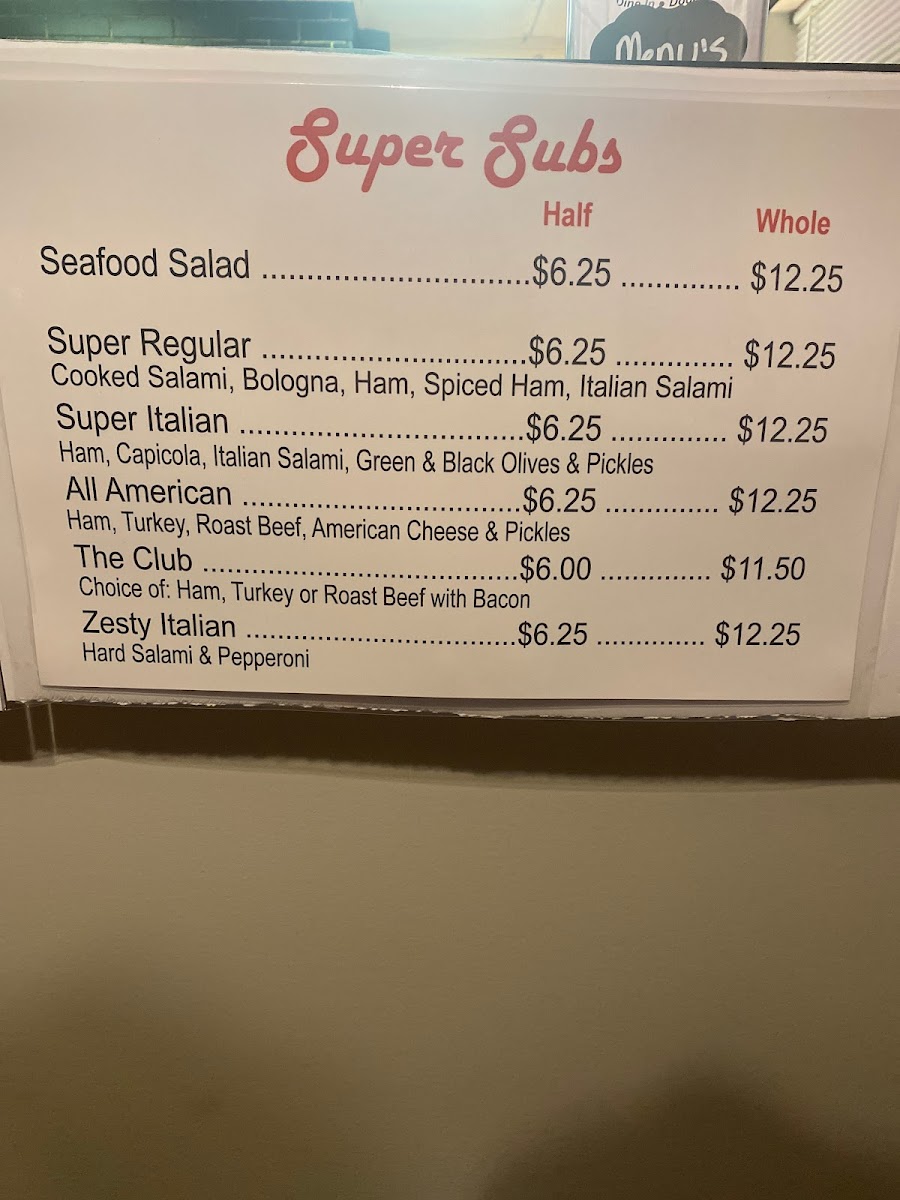 Menu's
Super Subs
Half Whole
Seafood Salad ..............................$6.25 .............. $12.25
Super Regular ..............................$6.25 .............. $12.25
Cooked Salami, Bologna, Ham, Spiced Ham, Italian Salami
Super Italian ................................$6.25 .............. $12.25
Ham, Capicola, Italian Salami, Green & Black Olives & Pickles
All American ................................$6.25 .............. $12.25
Ham, Turkey, Roast Beef, American Cheese & Pickles
The Club .....................................$6.00 .............. $11.50
Choice of: Ham, Turkey or Roast Beef with Bacon
Zesty Italian ................................$6.25 .............. $12.25
Hard Salami & Pepperoni